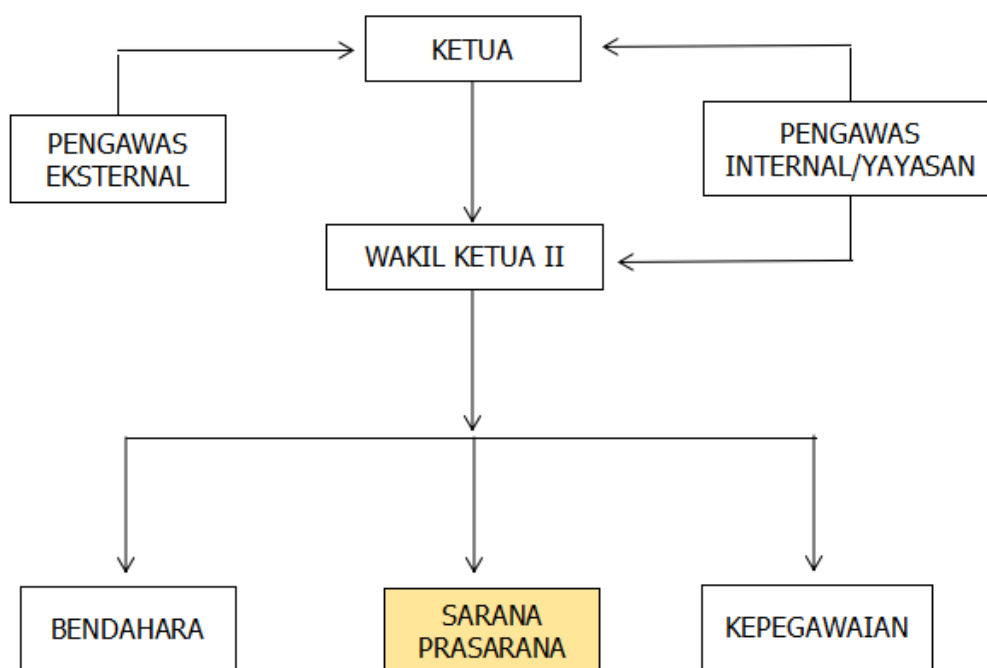 KETUA
PENGAWAS
EKSTERNAL
PENGAWAS
INTERNAL/YAYASAN
WAKIL KETUA II
BENDAHARA
SARANA
PRASARANA
KEPEGAWAIAN